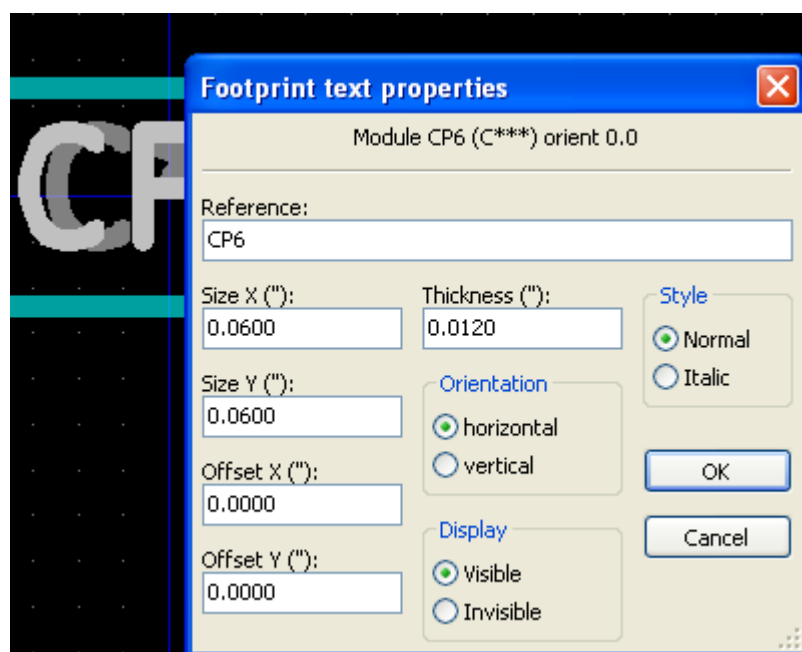 Footprint text properties
Module CP6 (C***) orient 0.0
CP
Reference:
CP6
Size X ("):
Thickness ("):
Style
0.0600
0.0120
Normal
Italic
Size Y ("):
Orientation
0.0600
horizontal
vertical
OK
Offset X ("):
0.0000
Display
Cancel
Offset Y ("):
Visible
0.0000
Invisible